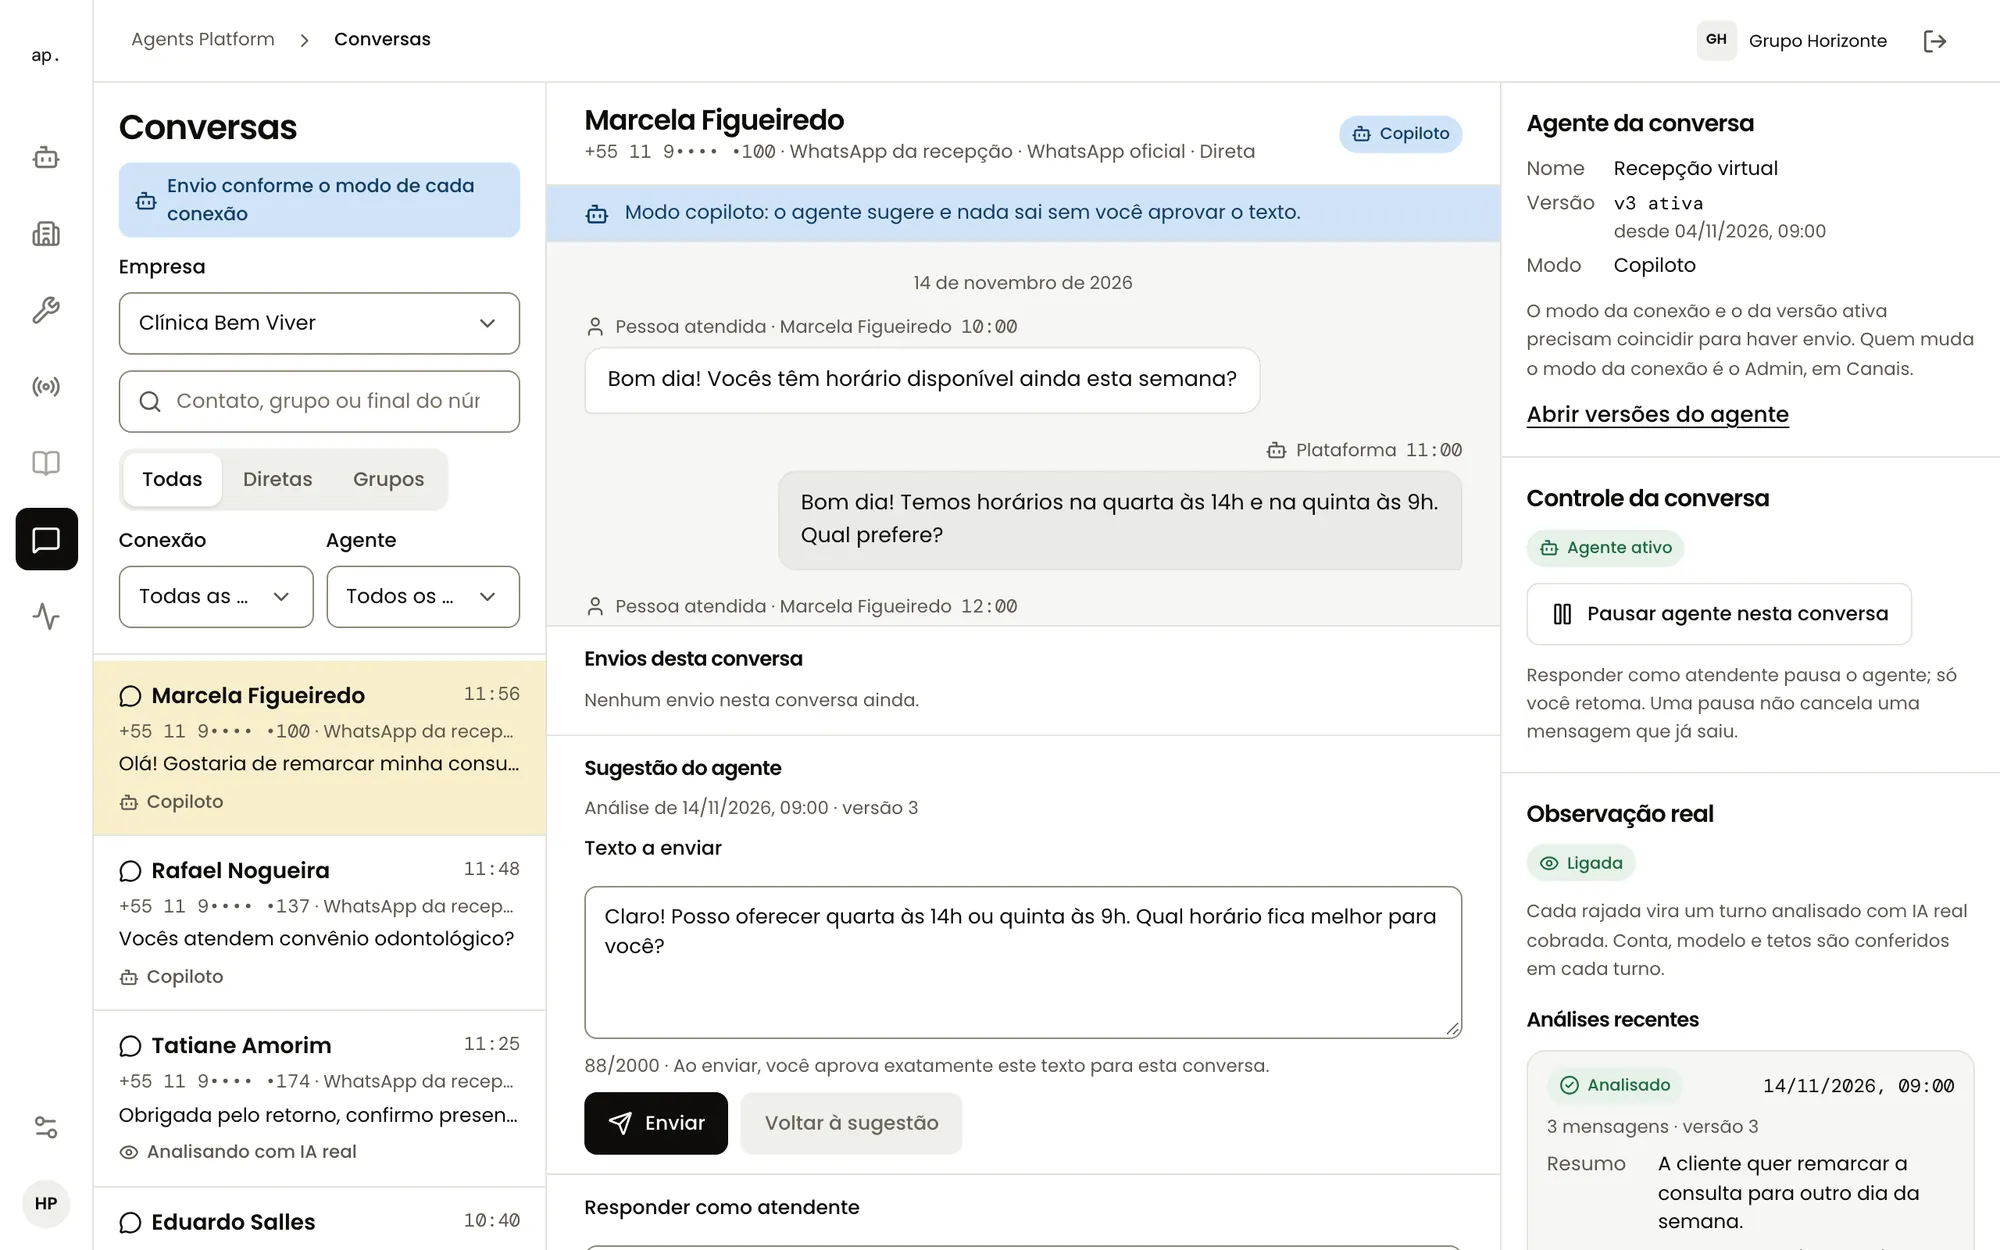 ap.
Agents Platform > Conversas
GH Grupo Horizonte
Conversas
Envio conforme o modo de cada
conexão
Empresa
Clínica Bem Viver
Contato, grupo ou final do núr
Todas Diretas Grupos
Conexão Agente
Todas as ... Todos os ...
Marcela Figueiredo 11:56
+55 11 9•••• •100 · WhatsApp da recep...
Olá! Gostaria de remarcar minha consu...
Copiloto
Rafael Nogueira 11:48
+55 11 9•••• •137 · WhatsApp da recep...
Vocês atendem convênio odontológico?
Copiloto
Tatiane Amorim 11:25
+55 11 9•••• •174 · WhatsApp da recep...
Obrigada pelo retorno, confirmo presen...
Analisando com IA real
Eduardo Salles 10:40
HP
Marcela Figueiredo
+55 11 9•••• •100 · WhatsApp da recepção · WhatsApp oficial · Direta
Copiloto
Modo copiloto: o agente sugere e nada sai sem você aprovar o texto.
14 de novembro de 2026
Pessoa atendida · Marcela Figueiredo 10:00
Bom dia! Vocês têm horário disponível ainda esta semana?
Plataforma 11:00
Bom dia! Temos horários na quarta às 14h e na quinta às 9h.
Qual prefere?
Pessoa atendida · Marcela Figueiredo 12:00
Envios desta conversa
Nenhum envio nesta conversa ainda.
Sugestão do agente
Análise de 14/11/2026, 09:00 · versão 3
Texto a enviar
Claro! Posso oferecer quarta às 14h ou quinta às 9h. Qual horário fica melhor para
você?
88/2000 · Ao enviar, você aprova exatamente este texto para esta conversa.
Enviar Voltar à sugestão
Responder como atendente
Agente da conversa
Nome Recepção virtual
Versão v3 ativa
desde 04/11/2026, 09:00
Modo Copiloto
O modo da conexão e o da versão ativa
precisam coincidir para haver envio. Quem muda
o modo da conexão é o Admin, em Canais.
Abrir versões do agente
Controle da conversa
Agente ativo
Pausar agente nesta conversa
Responder como atendente pausa o agente; só
você retoma. Uma pausa não cancela uma
mensagem que já saiu.
Observação real
Ligada
Cada rajada vira um turno analisado com IA real
cobrada. Conta, modelo e tetos são conferidos
em cada turno.
Análises recentes
Analisado 14/11/2026, 09:00
3 mensagens · versão 3
Resumo A cliente quer remarcar a
consulta para outro dia da
semana.